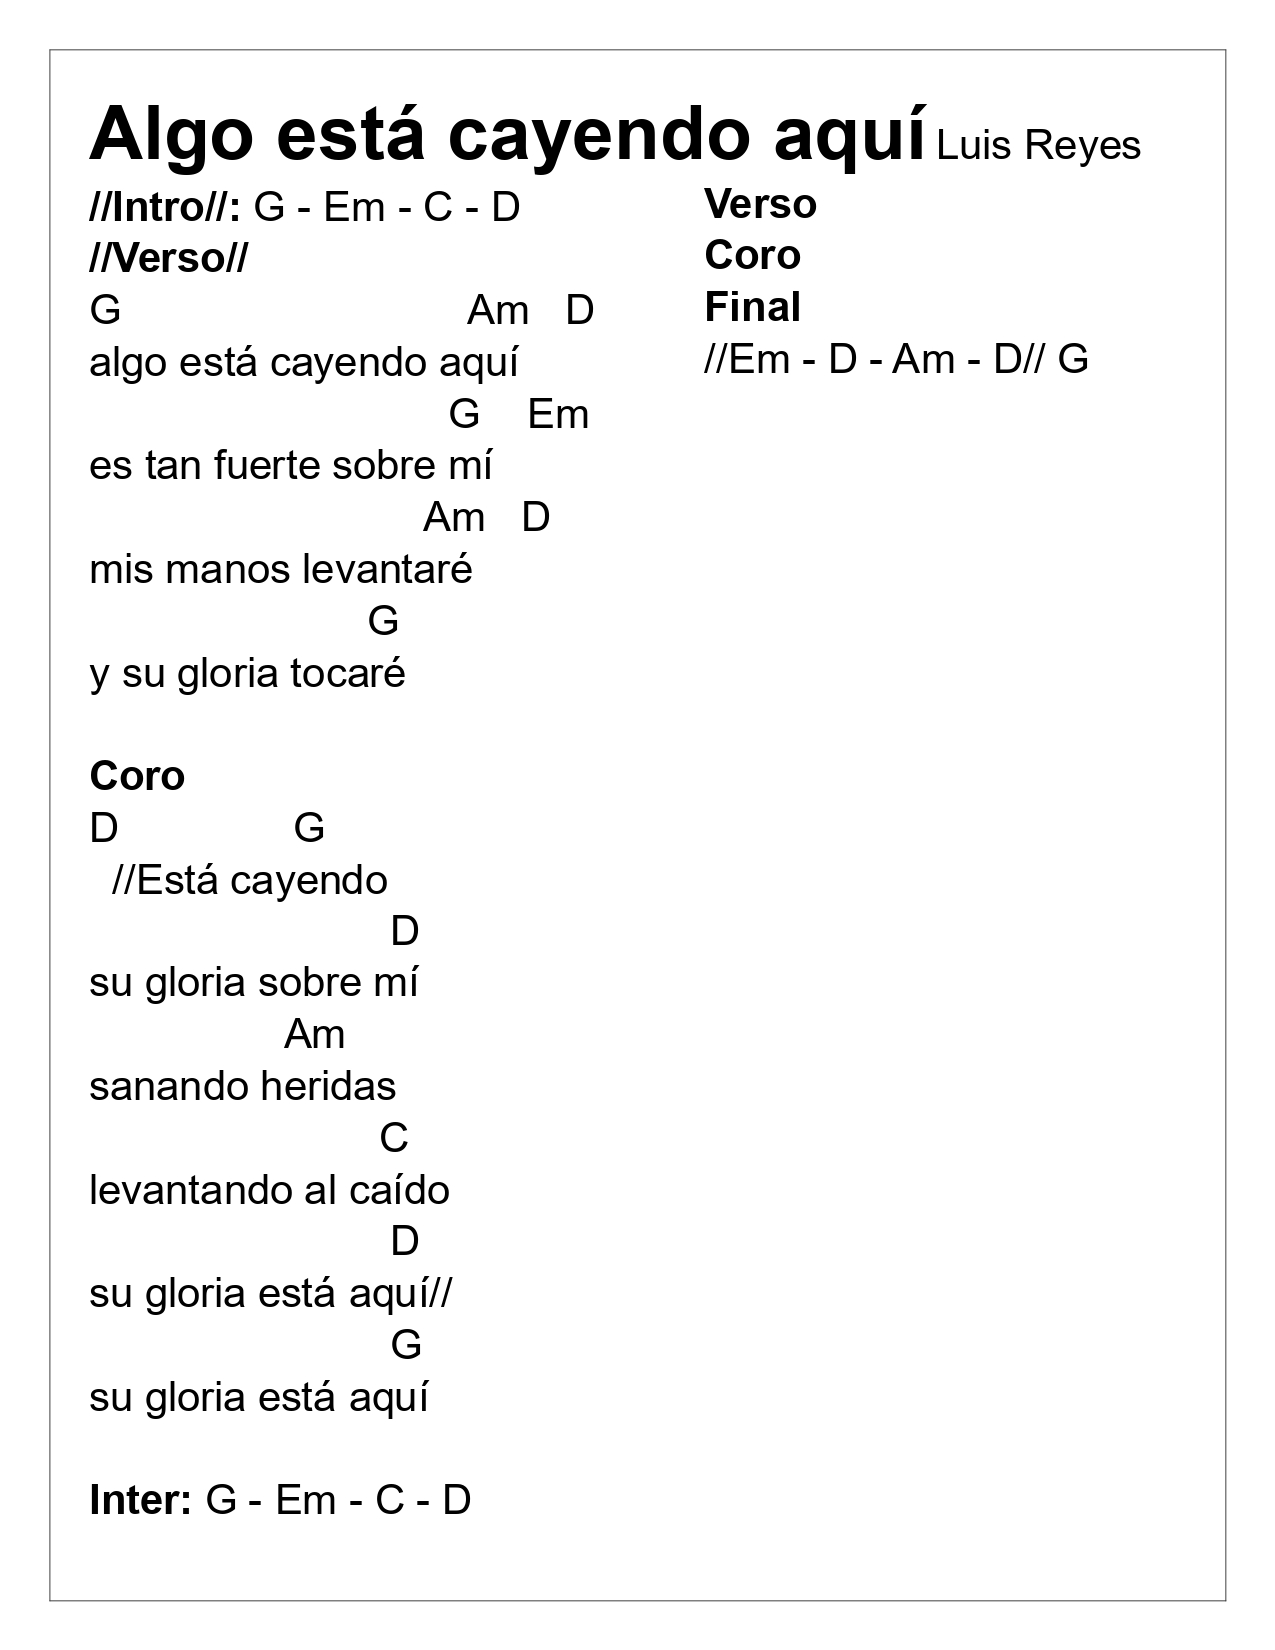 Algo está cayendo aquí Luis Reyes
//Intro//: G - Em - C - D
//Verso//
G Am D
algo está cayendo aquí
G Em
es tan fuerte sobre mí
Am D
mis manos levantaré
G
y su gloria tocaré
Coro
D G
//Está cayendo
D
su gloria sobre mí
Am
sanando heridas
C
levantando al caído
D
su gloria está aquí//
G
su gloria está aquí
Inter: G - Em - C - D
Verso
Coro
Final
//Em - D - Am - D// G